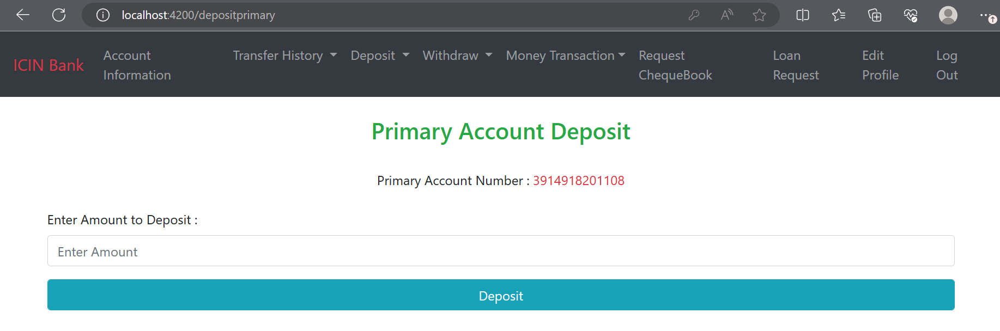 localhost:4200/depositprimary
ICIN Bank
Account
Information
Transfer History
Deposit
Withdraw
Money Transaction
Request
ChequeBook
Loan
Request
Edit
Profile
Log
Out
Primary Account Deposit
Primary Account Number : 3914918201108
Enter Amount to Deposit :
Enter Amount
Deposit